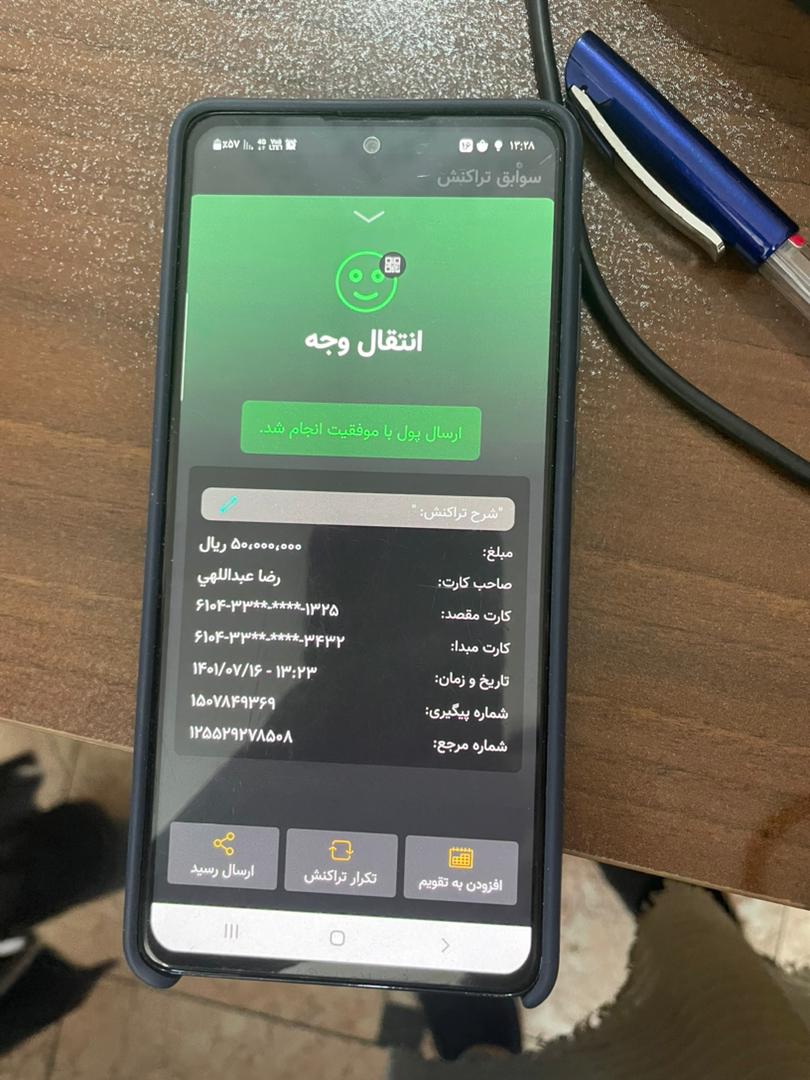 ۱۳:۲۸
٪۵۷
سوابق تراکنش
انتقال وجه
ارسال پول با موفقیت انجام شد.
"شرح تراکنش: "
مبلغ: ۵۰,۰۰۰,۰۰۰ ریال
صاحب کارت: رضا عبداللهي
کارت مقصد: ۶۱۰۴-۳۳**-****-۱۳۲۵
کارت مبدا: ۶۱۰۴-۳۳**-****-۳۴۳۲
تاریخ و زمان: ۱۴۰۱/۰۷/۱۶ - ۱۳:۲۳
شماره پیگیری: ۱۵۰۷۸۴۹۳۶۹
شماره مرجع: ۱۲۵۵۲۹۲۷۸۵۰۸
افزودن به تقویم
تکرار تراکنش
ارسال رسید